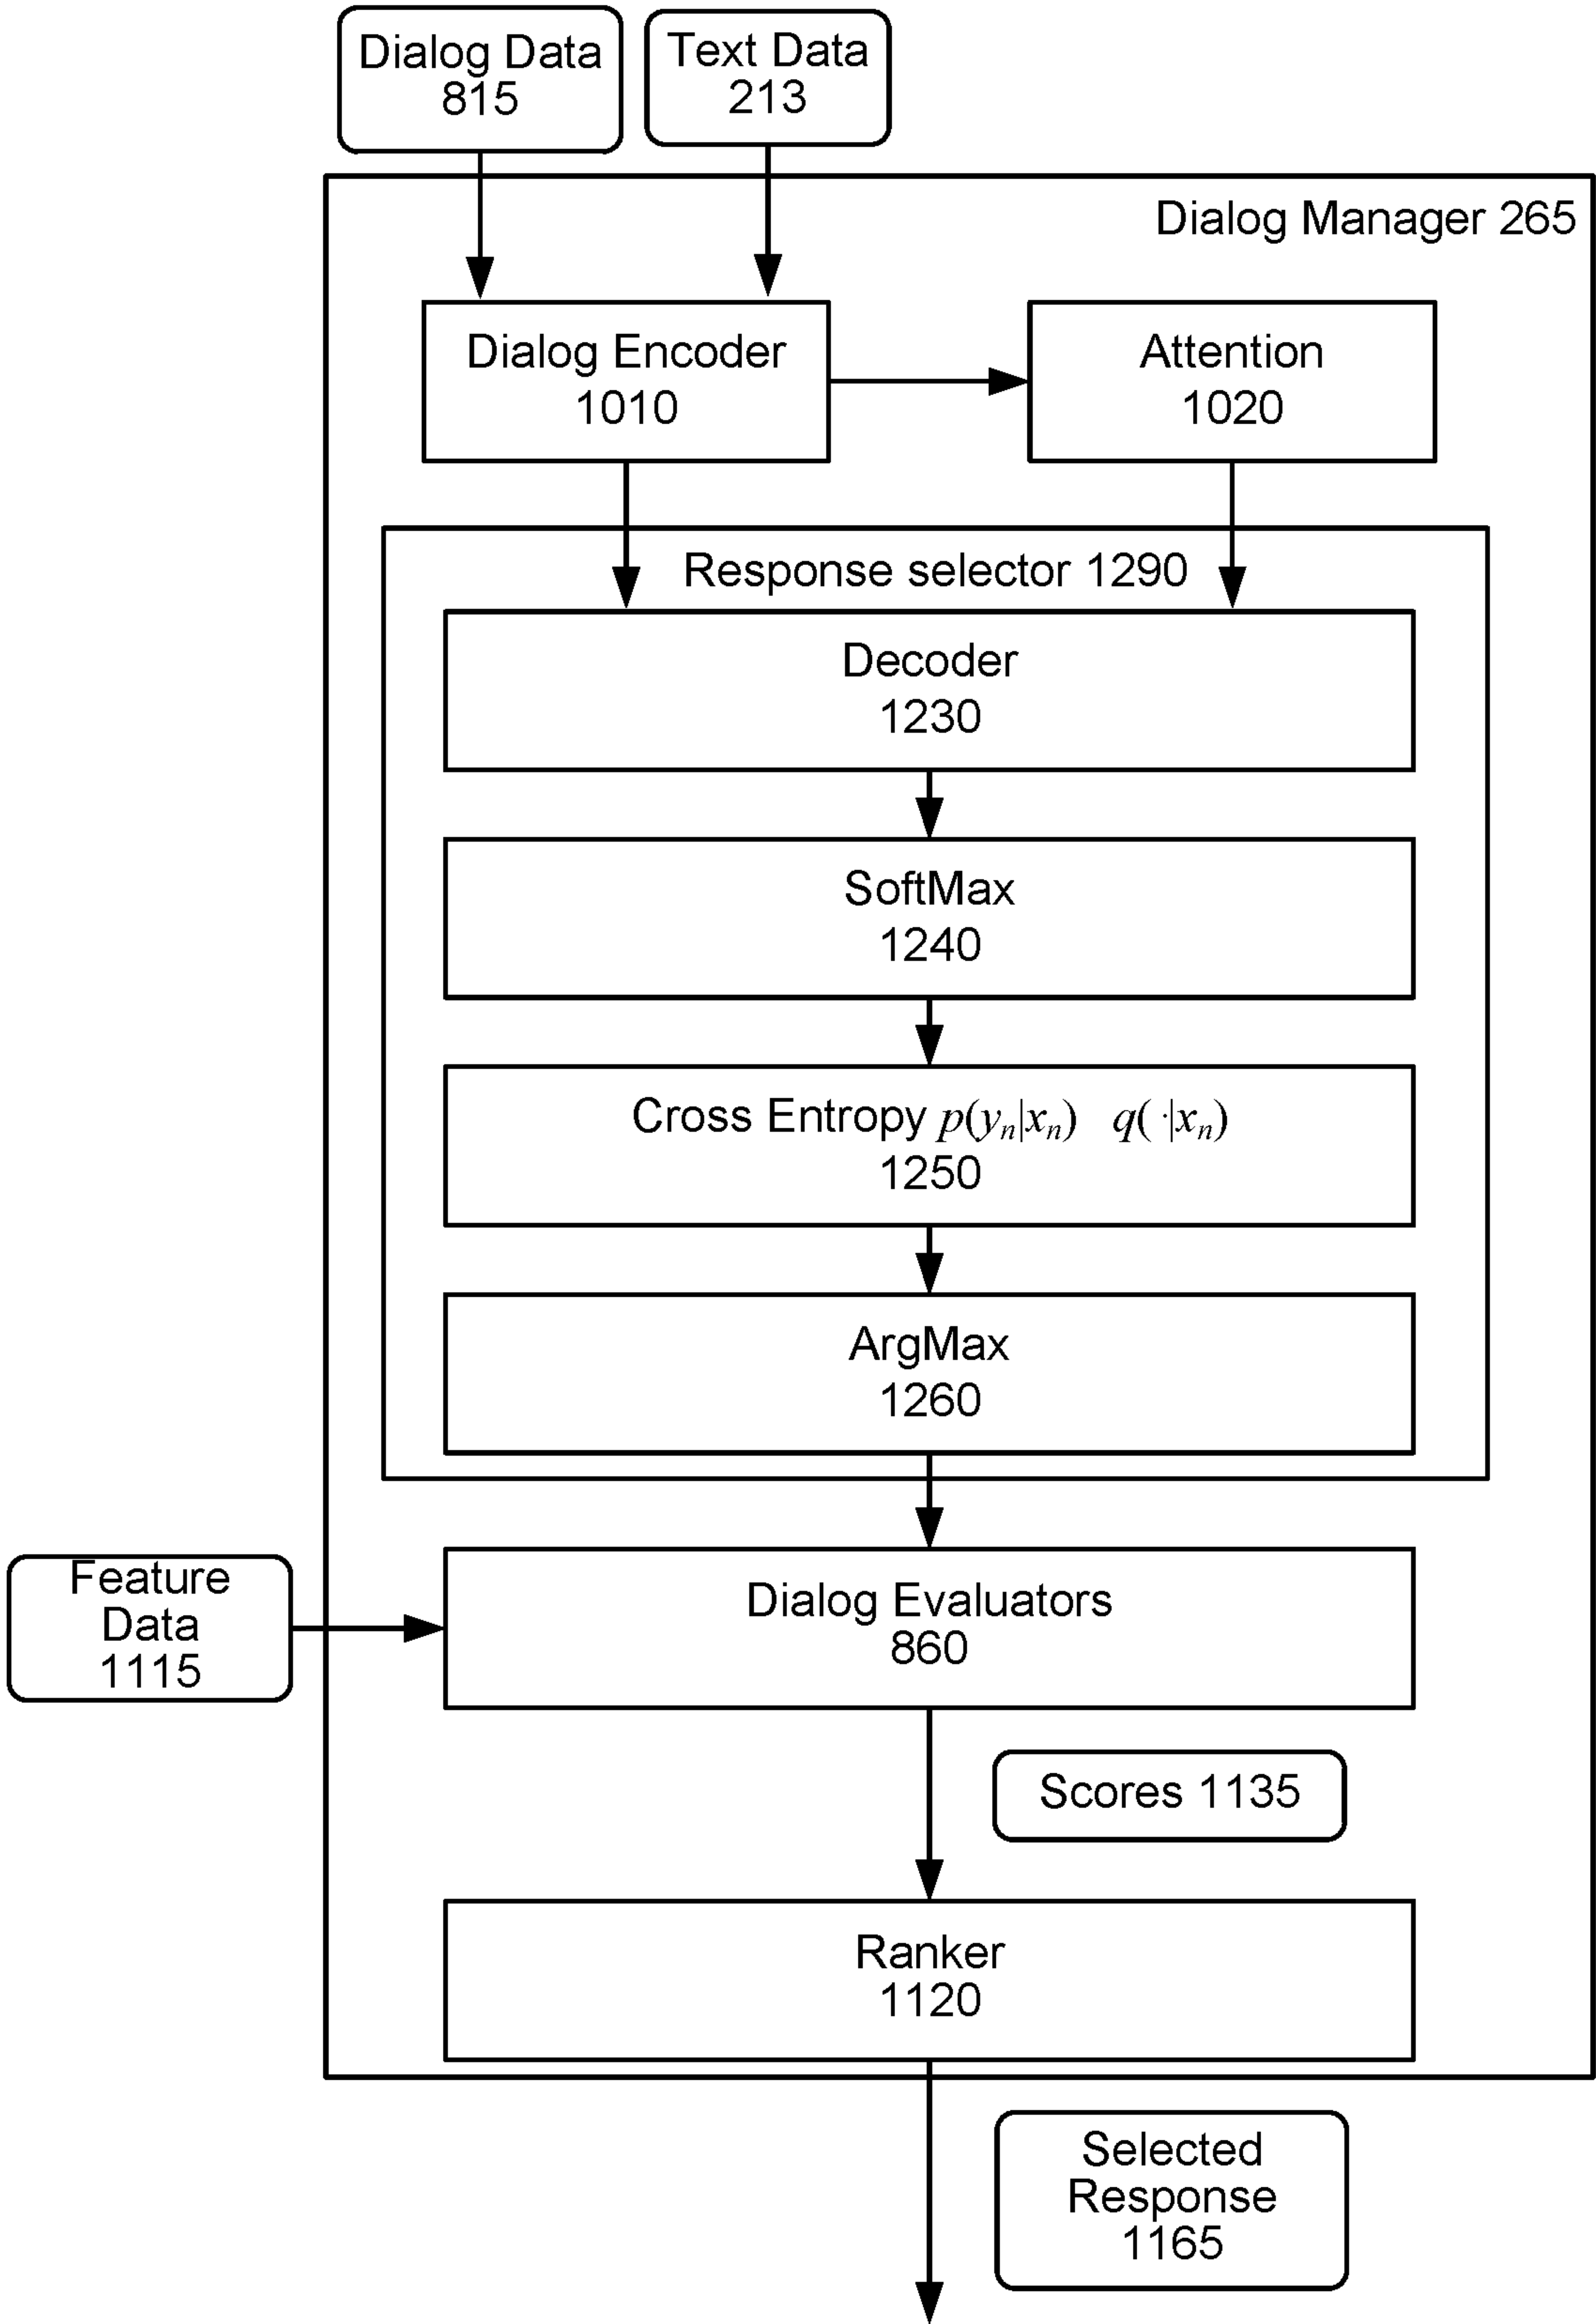 Dialog Data
815
Text Data
213
Dialog Manager 265
Dialog Encoder
1010
Attention
1020
Response selector 1290
Decoder
1230
SoftMax
1240
Cross Entropy p(yₙ|xₙ) q(·|xₙ)
1250
ArgMax
1260
Feature
Data
1115
Dialog Evaluators
860
Scores 1135
Ranker
1120
Selected
Response
1165